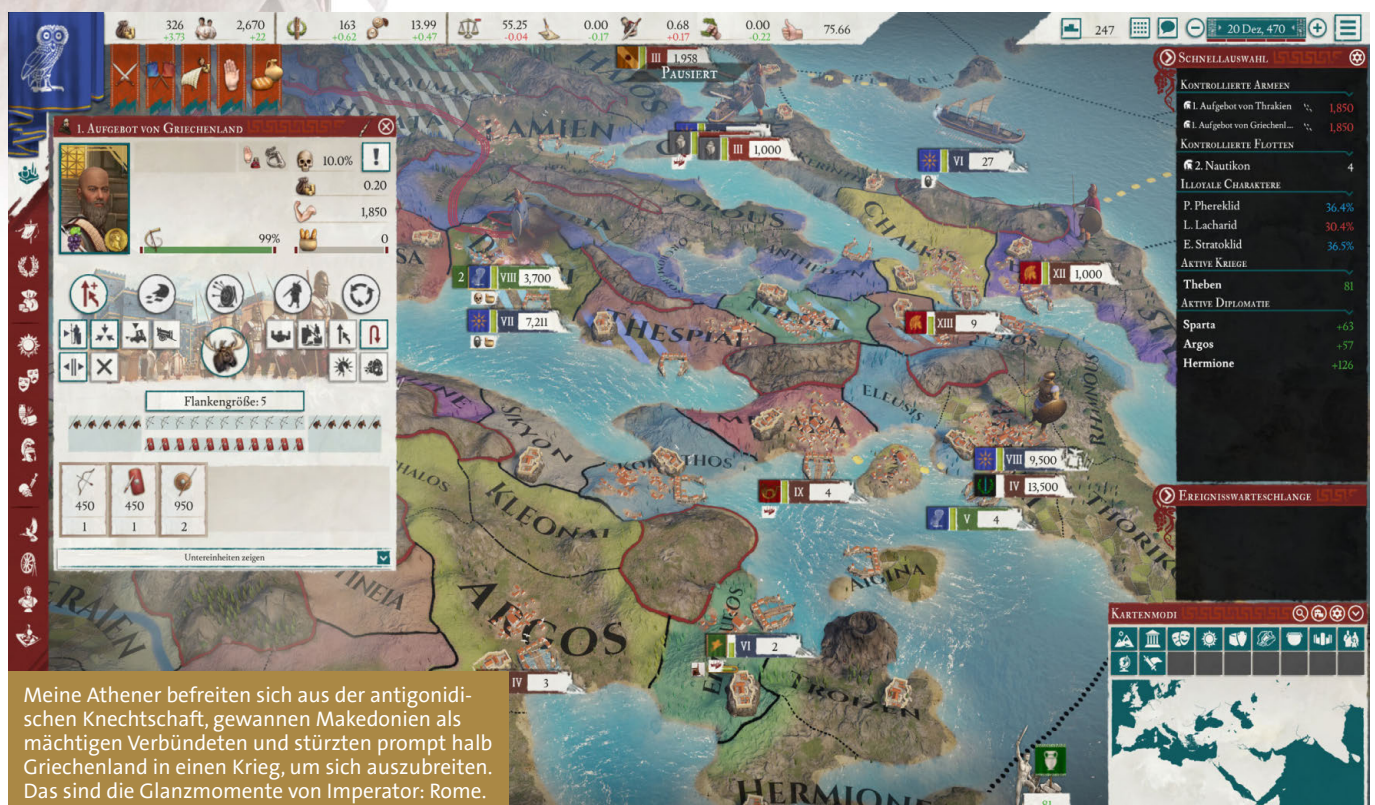 326
+3.73
2,670
+22
163
+0.62
13.99
+0.47
55.25
-0.04
0.00
-0.17
0.68
+0.17
0.00
-0.22
75.66
247
20 Dez, 470
III 1,958
Pausiert
1. Aufgebot von Griechenland
10.0%
0.20
1,850
99%
0
Flankengröße: 5
450
450
950
1
1
2
Untereinheiten zeigen
Schnellauswahl
Kontrollierte Armeen
1. Aufgebot von Thrakien 1,850
1. Aufgebot von Griechenl... 1,850
Kontrollierte Flotten
2. Nautikon 4
Illoyale Charaktere
P. Phereklid 36.4%
L. Lacharid 30.4%
E. Stratoklid 36.5%
Aktive Kriege
Theben 81
Aktive Diplomatie
Sparta +63
Argos +57
Hermione +126
Ereigniswarteschlange
Kartenmodi
LAMIEN
III 1,000
VI 27
CHALKIS
2 VIII 3,700
VII 7,211
XII 1,000
THESPIAI
XIII 9
ELEUSIS
RHAMNOUS
VIII 9,500
IV 13,500
IX 4
V 4
THORIKO
KLEONAI
AIGINA
TINEIA
GRAIEN
ARGOS
VI 2
IV 3
TROIZEN
HERMIONE
81
Meine Athener befreiten sich aus der antigonidi-
schen Knechtschaft, gewannen Makedonien als
mächtigen Verbündeten und stürzten prompt halb
Griechenland in einen Krieg, um sich auszubreiten.
Das sind die Glanzmomente von Imperator: Rome.